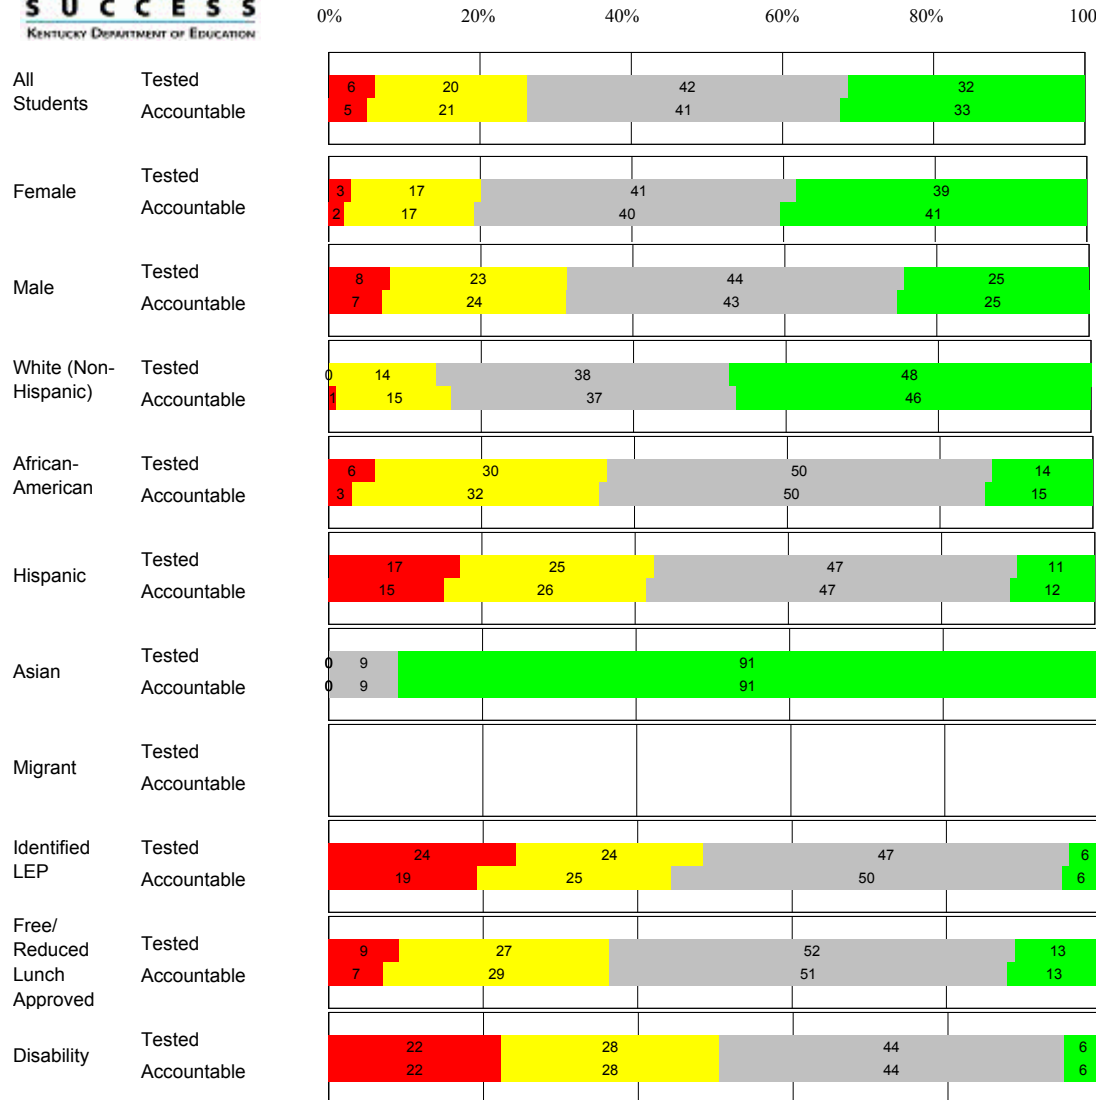 S U C C E S S
KENTUCKY DEPARTMENT OF EDUCATION
0% 20% 40% 60% 80% 100
All Students
Tested 6 20 42 32
Accountable 5 21 41 33
Female
Tested 3 17 41 39
Accountable 2 17 40 41
Male
Tested 8 23 44 25
Accountable 7 24 43 25
White (Non-
Hispanic)
Tested 0 14 38 48
Accountable 1 15 37 46
African-
American
Tested 6 30 50 14
Accountable 3 32 50 15
Hispanic
Tested 17 25 47 11
Accountable 15 26 47 12
Asian
Tested 0 9 91
Accountable 0 9 91
Migrant
Tested
Accountable
Identified
LEP
Tested 24 24 47 6
Accountable 19 25 50 6
Free/
Reduced
Lunch
Approved
Tested 9 27 52 13
Accountable 7 29 51 13
Disability
Tested 22 28 44 6
Accountable 22 28 44 6